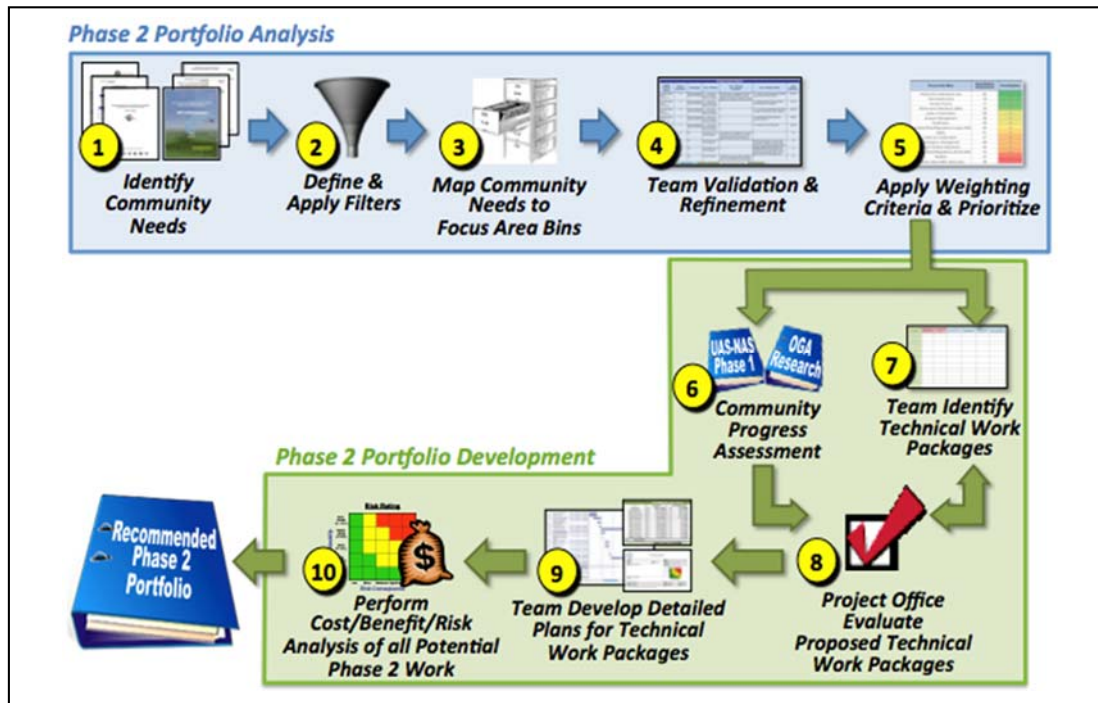 Phase 2 Portfolio Analysis
1
Identify
Community
Needs
2
Define &
Apply Filters
3
Map Community
Needs to
Focus Area Bins
4
Team Validation &
Refinement
5
Apply Weighting
Criteria & Prioritize
UAS-NAS
Phase 1
OGA
Research
6
Community
Progress
Assessment
7
Team Identify
Technical Work
Packages
Phase 2 Portfolio Development
8
Project Office
Evaluate
Proposed Technical
Work Packages
9
Team Develop Detailed
Plans for Technical
Work Packages
Risk Rating
$
10
Perform
Cost/Benefit/Risk
Analysis of all Potential
Phase 2 Work
Recommended
Phase 2
Portfolio